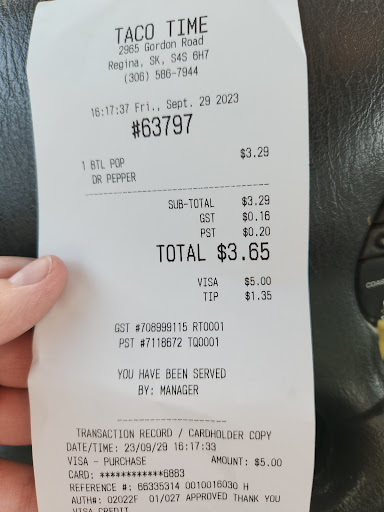 TACO TIME
2965 Gordon Road
Regina, SK, S4S 6H7
(306) 586-7944
16:17:37 Fri., Sept. 29 2023
#63797
1 BTL POP $3.29
DR PEPPER
SUB-TOTAL $3.29
GST $0.16
PST $0.20
TOTAL $3.65
VISA $5.00
TIP $1.35
GST #708999115 RT0001
PST #7118672 TQ0001
YOU HAVE BEEN SERVED
BY: MANAGER
TRANSACTION RECORD / CARDHOLDER COPY
DATE/TIME: 23/09/29 16:17:33
VISA - PURCHASE AMOUNT: $5.00
CARD: ************6883
REFERENCE #: 66335314 0010016030 H
AUTH#: 02022F 01/027 APPROVED THANK YOU
VISA CREDIT